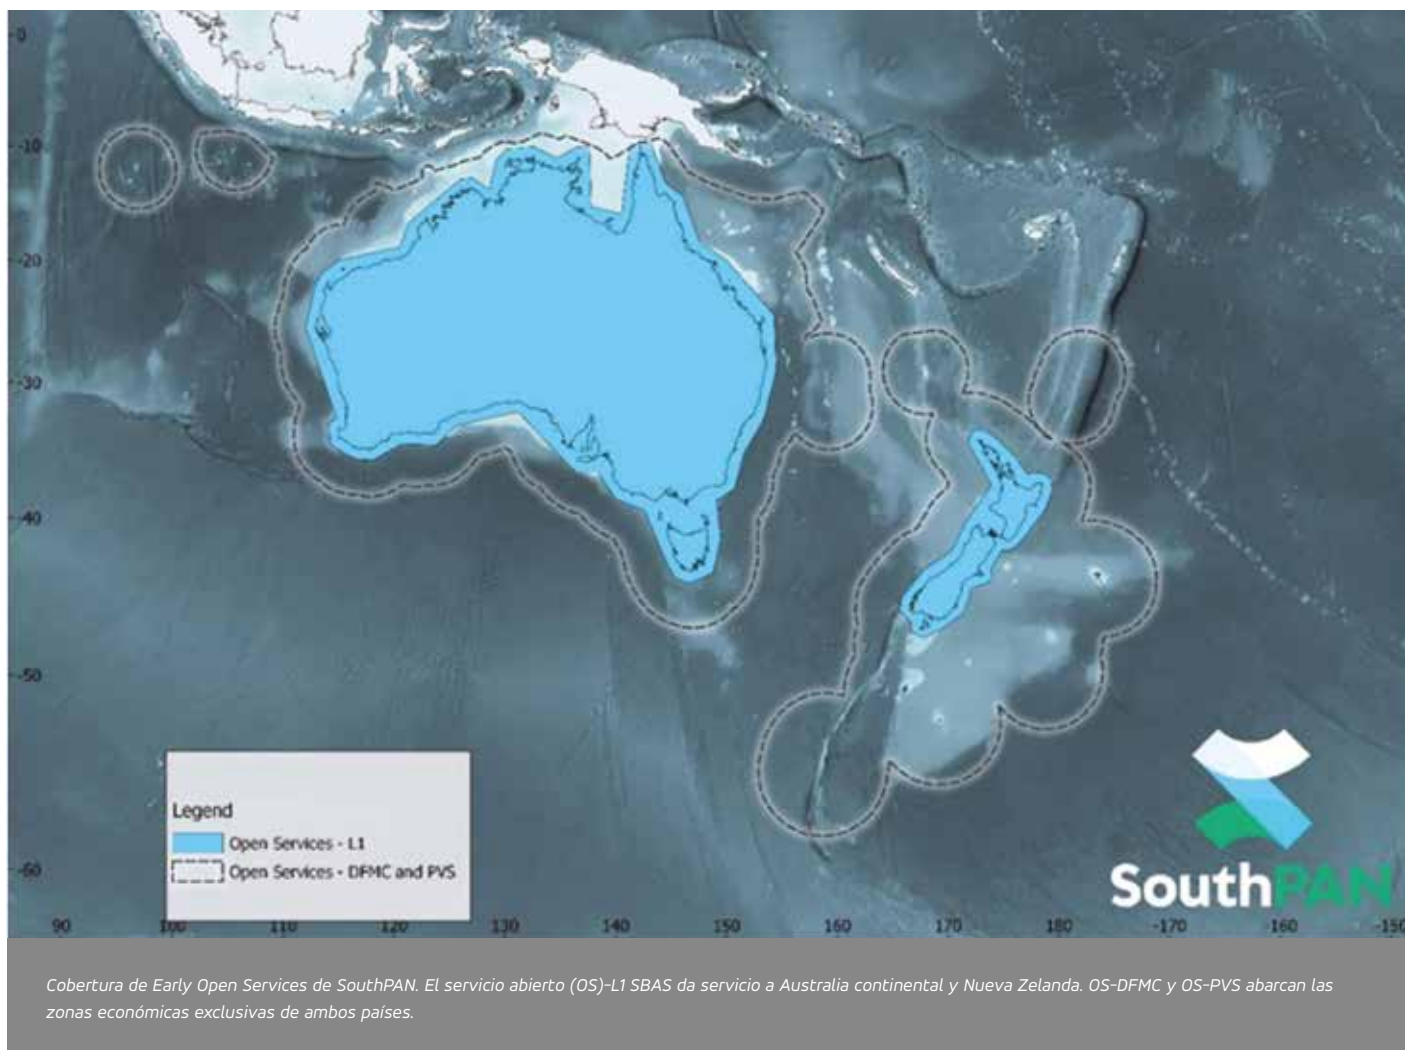 0
-10
-20
-30
-40
-50
-60
Legend
Open Services - L1
Open Services - DFMC and PVS
SouthPAN
90 100 110 120 130 140 150 160 170 180 -170 -160 -150
Cobertura de Early Open Services de SouthPAN. El servicio abierto (OS)-L1 SBAS da servicio a Australia continental y Nueva Zelanda. OS-DFMC y OS-PVS abarcan las
zonas económicas exclusivas de ambos países.